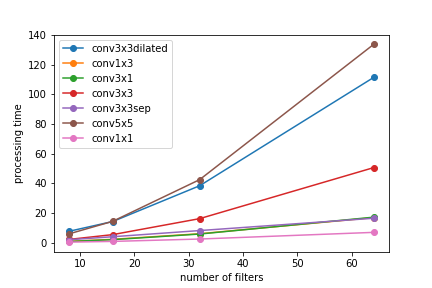 140
120
100
80
60
40
20
0
processing time
conv3x3dilated
conv1x3
conv3x1
conv3x3
conv3x3sep
conv5x5
conv1x1
10 20 30 40 50 60
number of filters